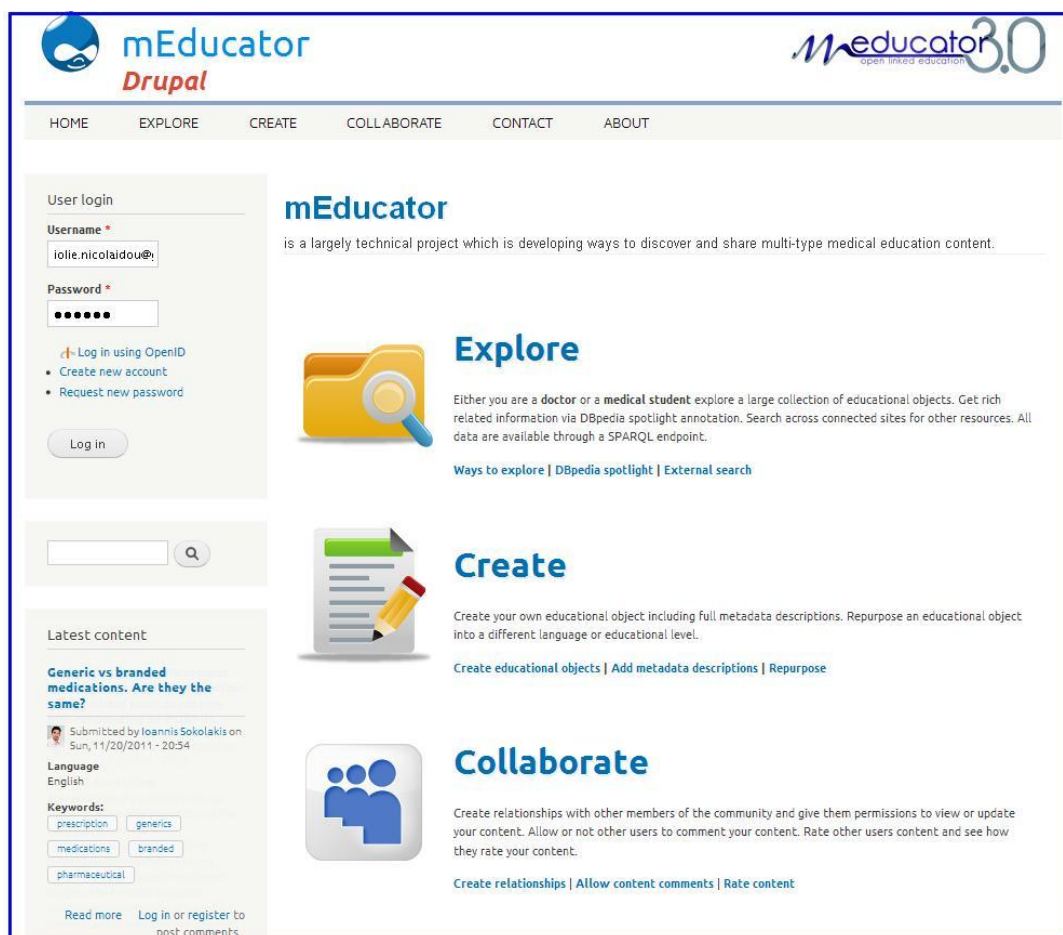 mEducator
Drupal
meducator3.0
open linked education
HOME EXPLORE CREATE COLLABORATE CONTACT ABOUT
User login
Username *
iolie.nicolaidou@
Password *
Log in using OpenID
Create new account
Request new password
Log in
Latest content
Generic vs branded
medications. Are they the
same?
Submitted by Ioannis Sokolakis on
Sun, 11/20/2011 - 20:54
Language
English
Keywords:
prescription generics
medications branded
pharmaceutical
Read more Log in or register to
post comments
mEducator
is a largely technical project which is developing ways to discover and share multi-type medical education content.
Explore
Either you are a doctor or a medical student explore a large collection of educational objects. Get rich
related information via DBpedia spotlight annotation. Search across connected sites for other resources. All
data are available through a SPARQL endpoint.
Ways to explore | DBpedia spotlight | External search
Create
Create your own educational object including full metadata descriptions. Repurpose an educational object
into a different language or educational level.
Create educational objects | Add metadata descriptions | Repurpose
Collaborate
Create relationships with other members of the community and give them permissions to view or update
your content. Allow or not other users to comment your content. Rate other users content and see how
they rate your content.
Create relationships | Allow content comments | Rate content